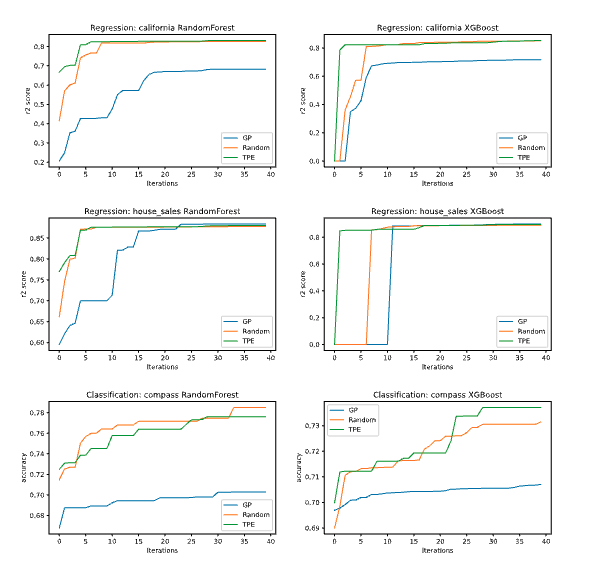 Regression: california RandomForest
r2 score
0.8
0.7
0.6
0.5
0.4
0.3
0.2
0 5 10 15 20 25 30 35 40
Iterations
GP
Random
TPE
Regression: california XGBoost
r2 score
0.8
0.6
0.4
0.2
0.0
0 5 10 15 20 25 30 35 40
Iterations
GP
Random
TPE
Regression: house_sales RandomForest
r2 score
0.85
0.80
0.75
0.70
0.65
0.60
0 5 10 15 20 25 30 35 40
Iterations
GP
Random
TPE
Regression: house_sales XGBoost
r2 score
0.8
0.6
0.4
0.2
0.0
0 5 10 15 20 25 30 35 40
Iterations
GP
Random
TPE
Classification: compass RandomForest
accuracy
0.78
0.76
0.74
0.72
0.70
0.68
0 5 10 15 20 25 30 35 40
Iterations
GP
Random
TPE
Classification: compass XGBoost
accuracy
0.73
0.72
0.71
0.70
0.69
0 5 10 15 20 25 30 35 40
Iterations
GP
Random
TPE